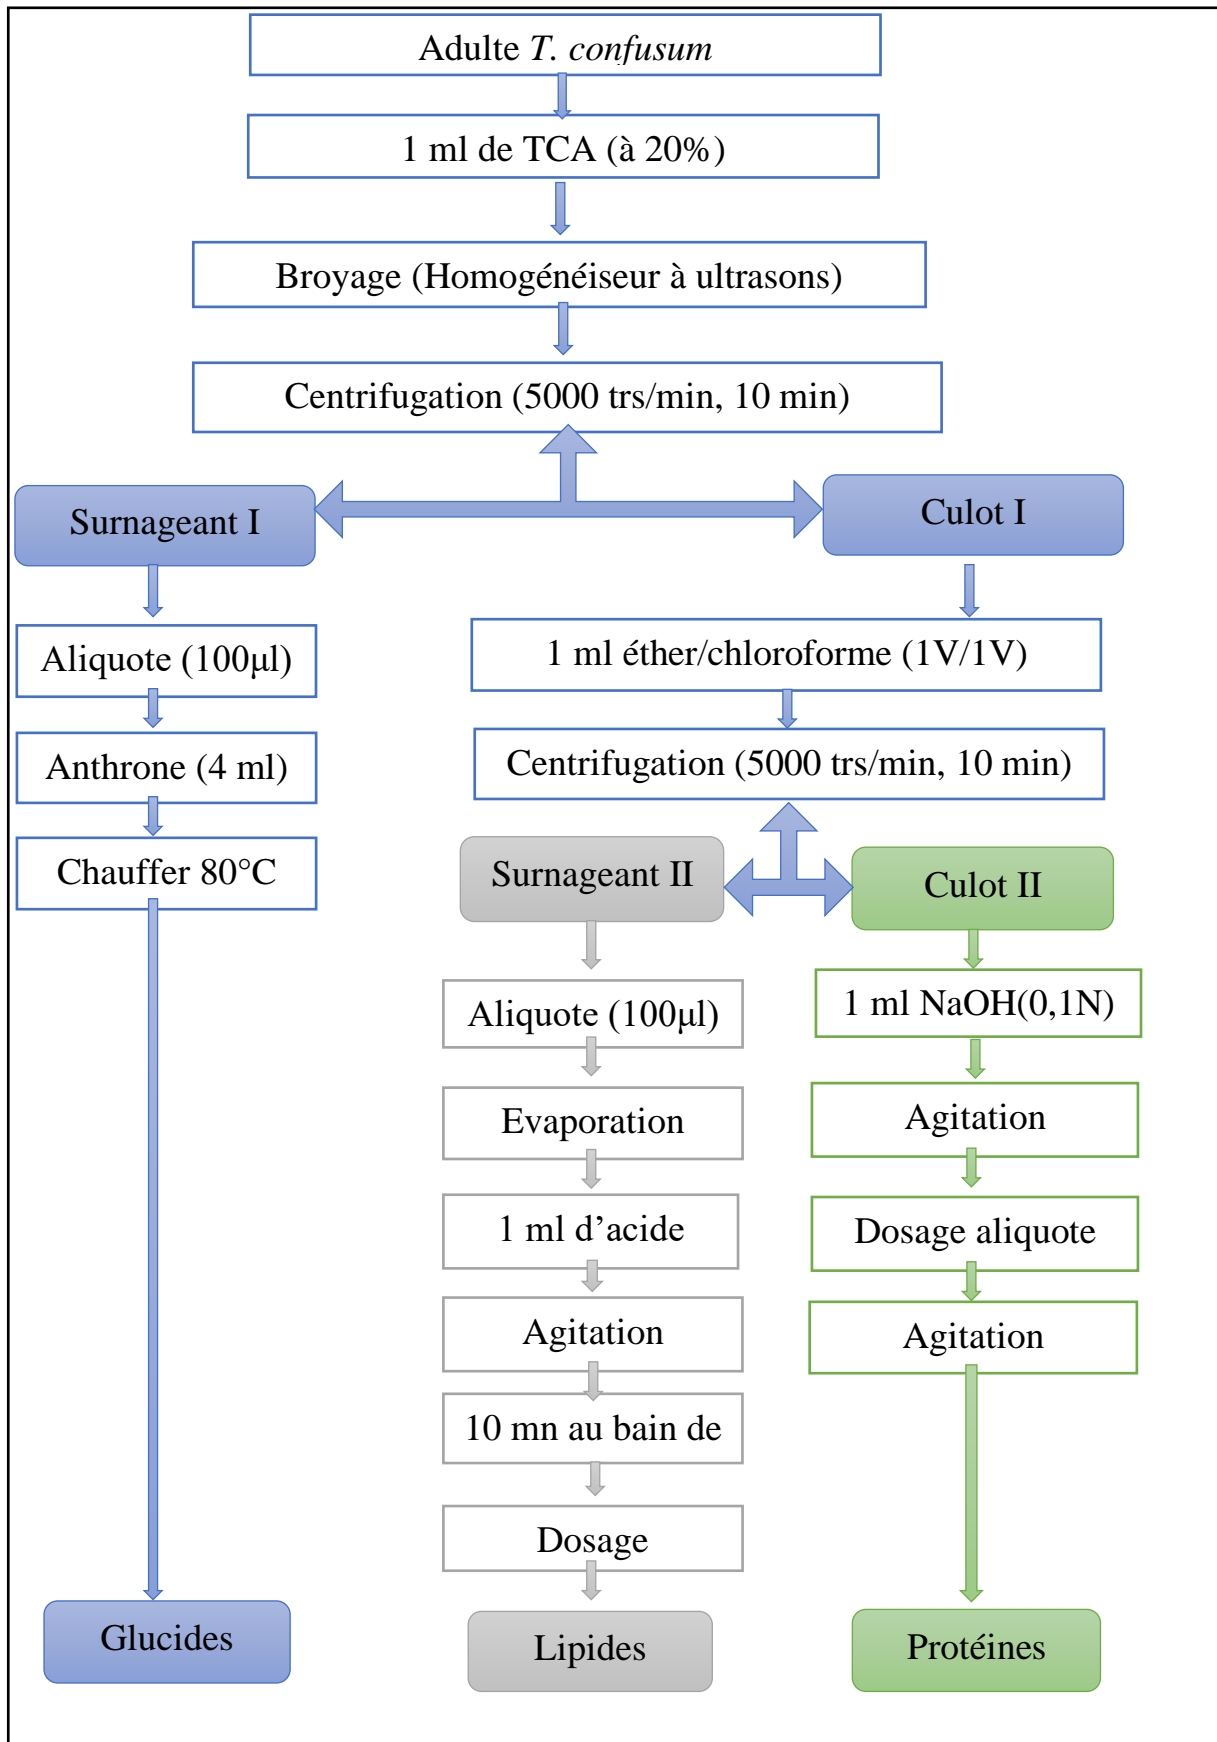 Adulte T. confusum
1 ml de TCA (à 20%)
Broyage (Homogénéiseur à ultrasons)
Centrifugation (5000 trs/min, 10 min)
Surnageant I
Culot I
Aliquote (100µl)
Anthrone (4 ml)
Chauffer 80°C
1 ml éther/chloroforme (1V/1V)
Centrifugation (5000 trs/min, 10 min)
Surnageant II
Culot II
Aliquote (100µl)
Evaporation
1 ml d’acide
Agitation
10 mn au bain de
Dosage
1 ml NaOH(0,1N)
Agitation
Dosage aliquote
Agitation
Glucides
Lipides
Protéines